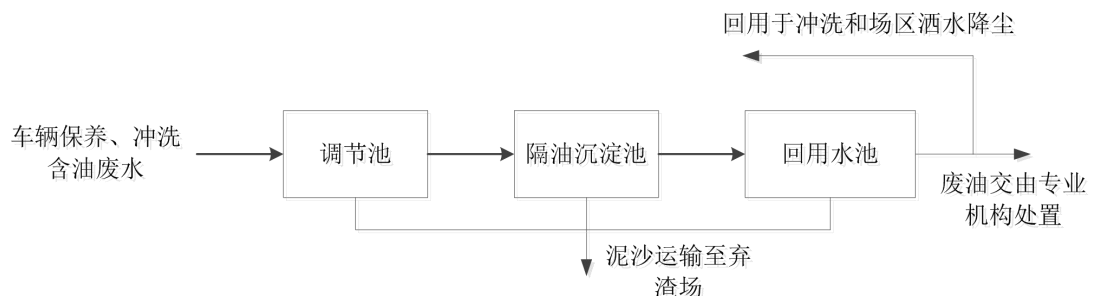 回用于冲洗和场区洒水降尘
车辆保养、冲洗
含油废水
调节池
隔油沉淀池
回用水池
废油交由专业
机构处置
泥沙运输至弃
渣场